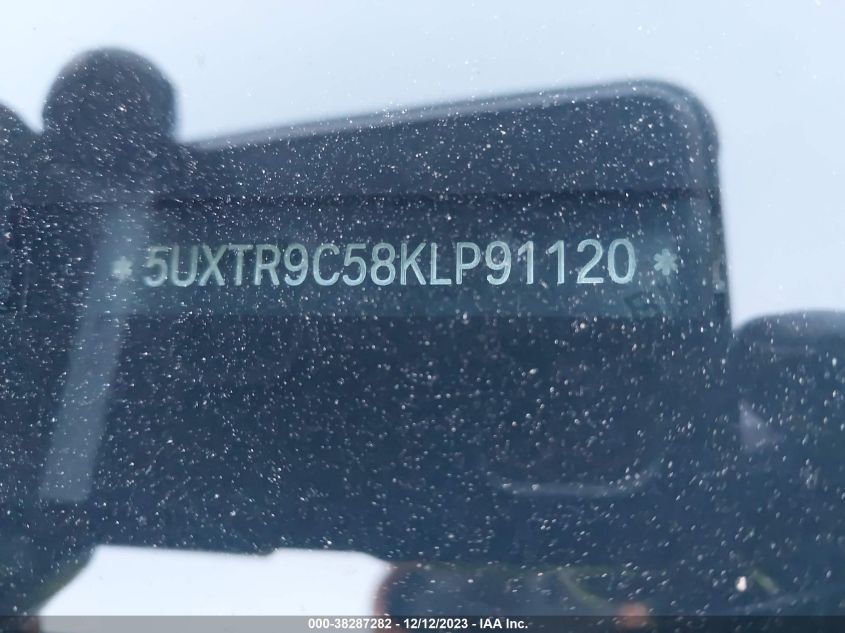 *5UXTR9C58KLP91120*
000-38287282 - 12/12/2023 - IAA Inc.